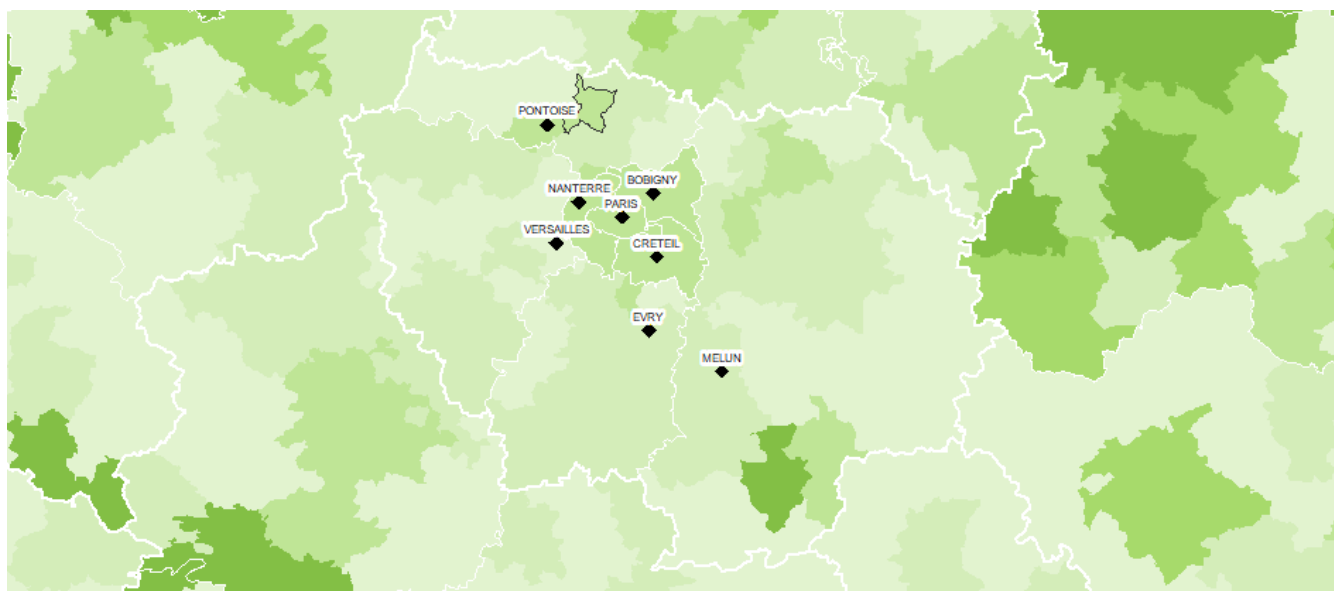 PONTOISE
BOBIGNY
NANTERRE
PARIS
VERSAILLES
CRETEIL
EVRY
MELUN